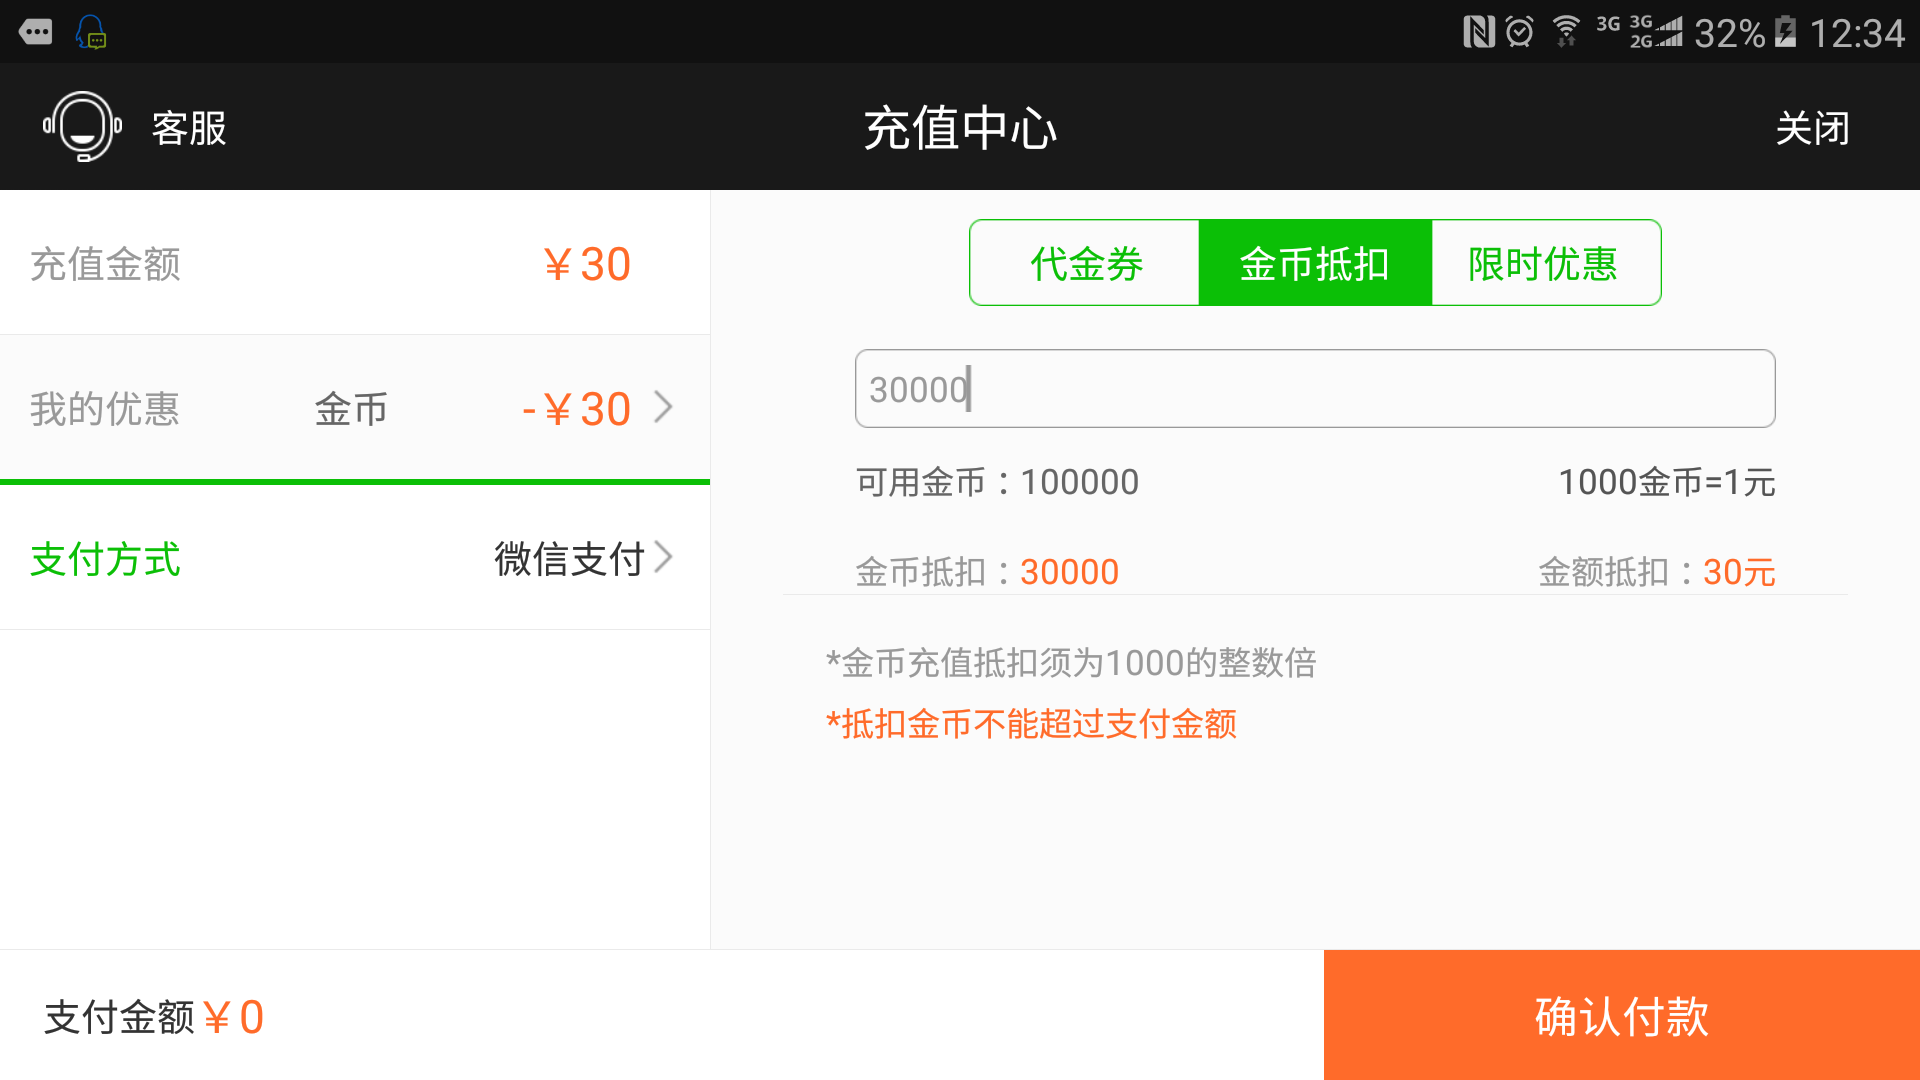 3G 3G 2G 32% 12:34
客服 充值中心 关闭
充值金额 ￥30
我的优惠 金币 -￥30
支付方式 微信支付
代金券 金币抵扣 限时优惠
30000
可用金币：100000 1000金币=1元
金币抵扣：30000 金额抵扣：30元
*金币充值抵扣须为1000的整数倍
*抵扣金币不能超过支付金额
支付金额￥0 确认付款